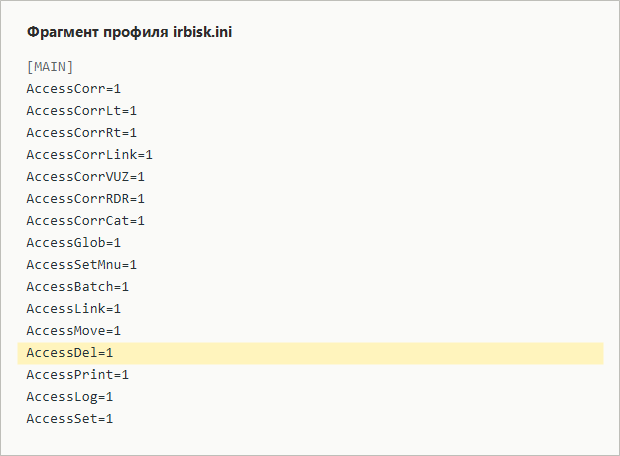 Фрагмент профиля irbisk.ini
[MAIN]
AccessCorr=1
AccessCorrLt=1
AccessCorrRt=1
AccessCorrLink=1
AccessCorrVUZ=1
AccessCorrRDR=1
AccessCorrCat=1
AccessGlob=1
AccessSetMnu=1
AccessBatch=1
AccessLink=1
AccessMove=1
AccessDel=1
AccessPrint=1
AccessLog=1
AccessSet=1